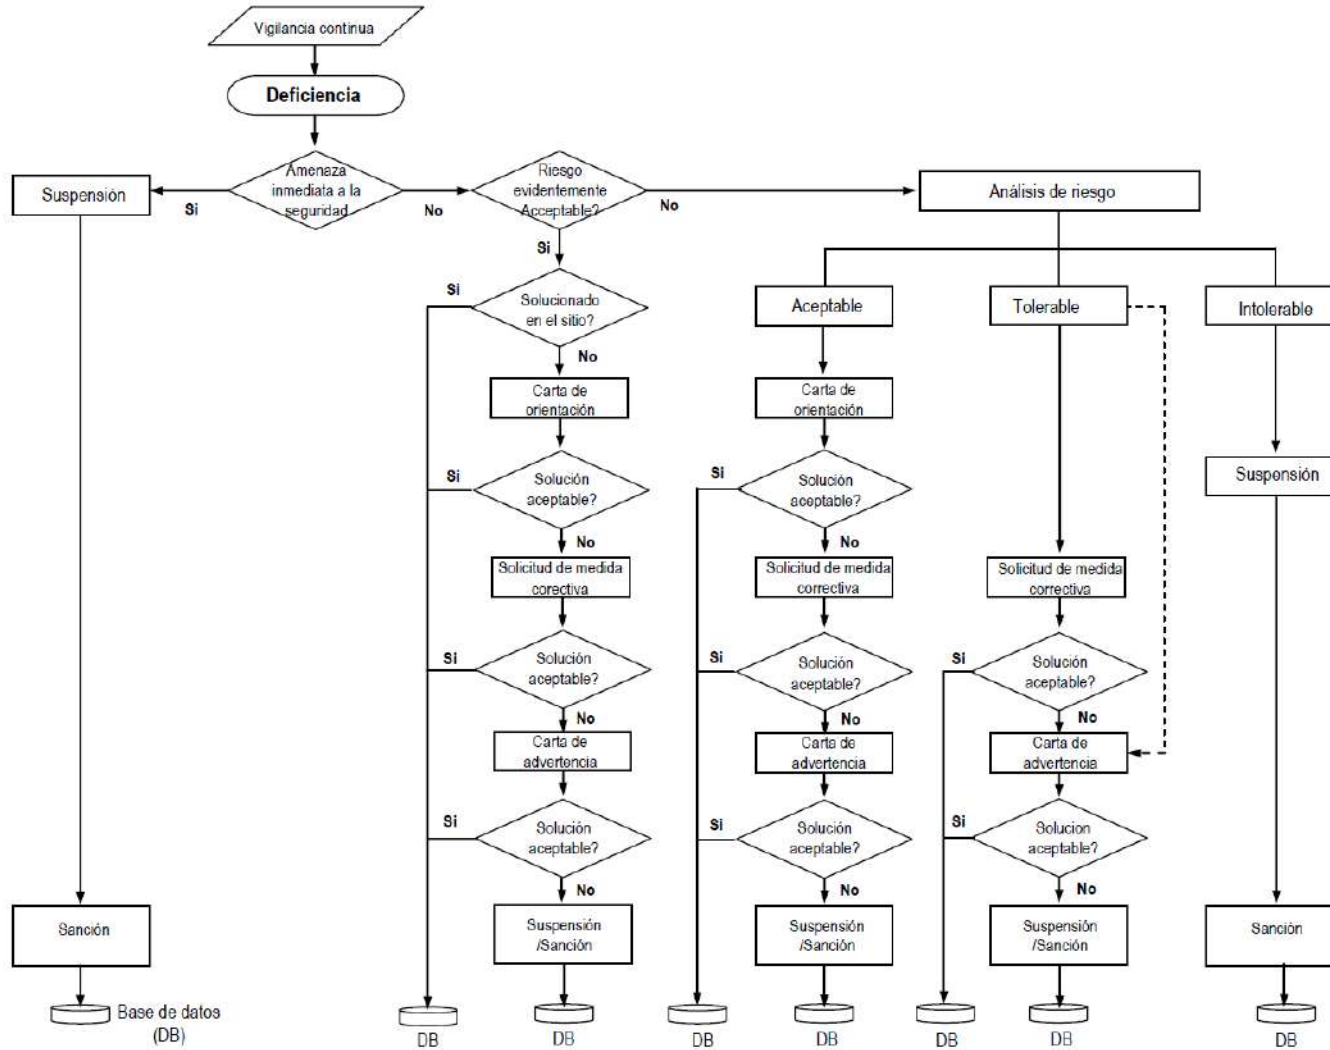 Vigilancia continua
Deficiencia
Amenaza
inmediata a la
seguridad
Si
No
Suspensión
Riesgo
evidentemente
Acceptable?
No
Si
Análisis de riesgo
Si
Solucionado
en el sitio?
No
Aceptable
Tolerable
Intolerable
Carta de
orientación
Carta de
orientación
Si
Solución
aceptable?
No
Si
Solución
aceptable?
No
Suspensión
Solicitud de medida
corectiva
Solicitud de medida
correctiva
Solicitud de medida
correctiva
Si
Solución
aceptable?
No
Si
Solución
aceptable?
No
Si
Solución
aceptable?
No
Carta de
advertencia
Carta de
advertencia
Carta de
advertencia
Si
Solución
aceptable?
No
Si
Solución
aceptable?
No
Si
Solucion
aceptable?
No
Sanción
Suspensión
/Sanción
Suspensión
/Sanción
Suspensión
/Sanción
Sanción
Base de datos
(DB)
DB
DB
DB
DB
DB
DB
DB